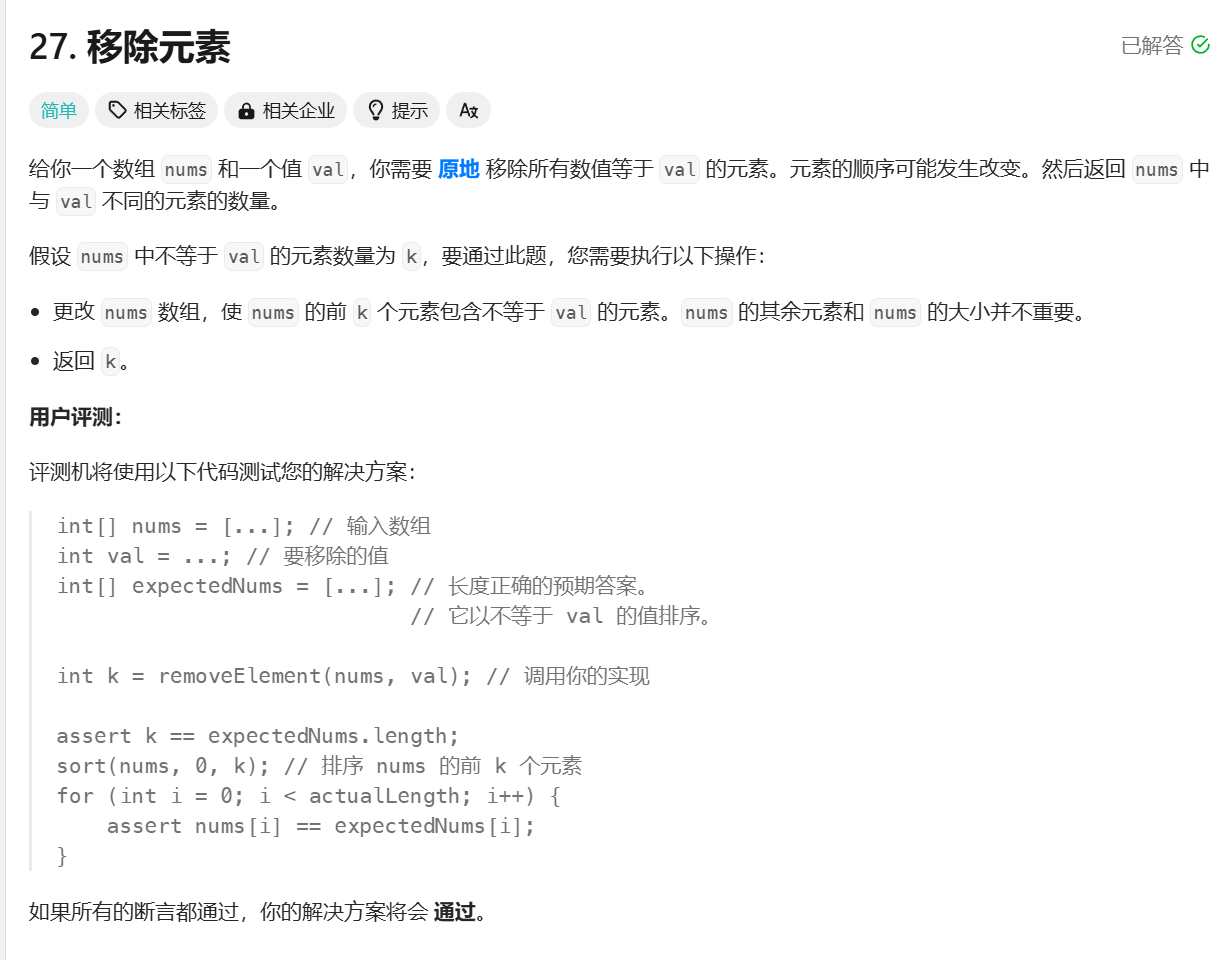 27. 移除元素
已解答
简单 相关标签 相关企业 提示 A文
给你一个数组 nums 和一个值 val，你需要 原地 移除所有数值等于 val 的元素。元素的顺序可能发生改变。然后返回 nums 中
与 val 不同的元素的数量。
假设 nums 中不等于 val 的元素数量为 k，要通过此题，您需要执行以下操作：
• 更改 nums 数组，使 nums 的前 k 个元素包含不等于 val 的元素。nums 的其余元素和 nums 的大小并不重要。
• 返回 k。
用户评测：
评测机将使用以下代码测试您的解决方案：
int[] nums = [...]; // 输入数组
int val = ...; // 要移除的值
int[] expectedNums = [...]; // 长度正确的预期答案。
// 它以不等于 val 的值排序。
int k = removeElement(nums, val); // 调用你的实现
assert k == expectedNums.length;
sort(nums, 0, k); // 排序 nums 的前 k 个元素
for (int i = 0; i < actualLength; i++) {
assert nums[i] == expectedNums[i];
}
如果所有的断言都通过，你的解决方案将会 通过。